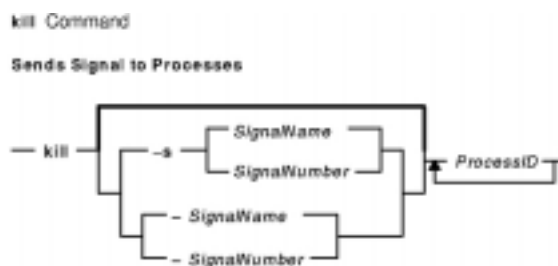 kill Command
Sends Signal to Processes
kill
-s
SignalName
SignalNumber
ProcessID
- SignalName
- SignalNumber